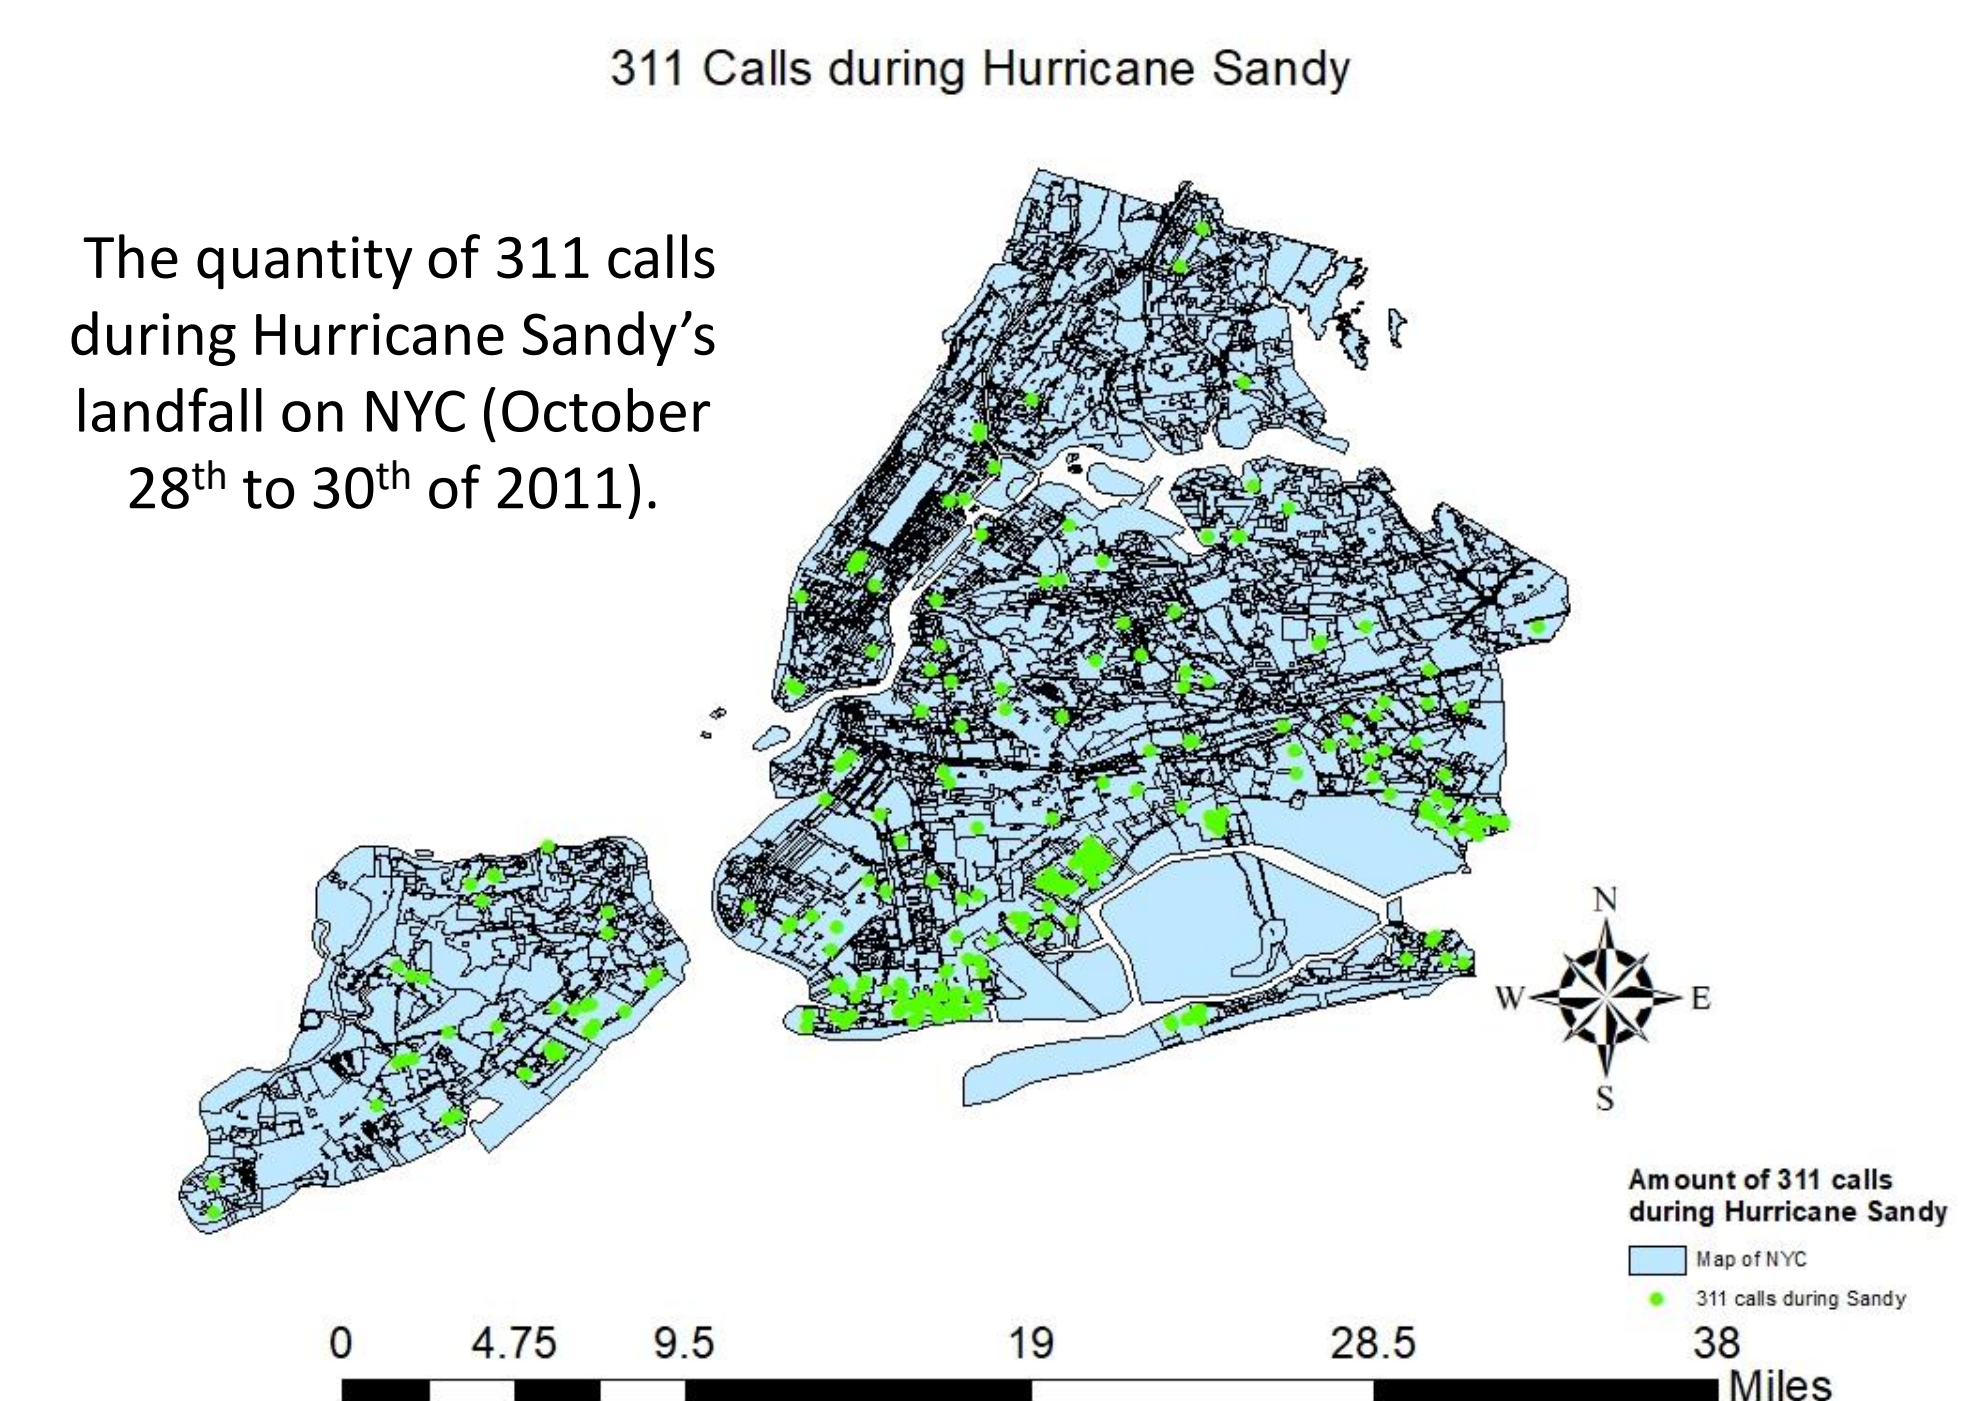 311 Calls during Hurricane Sandy
The quantity of 311 calls
during Hurricane Sandy’s
landfall on NYC (October
28th to 30th of 2011).
N
W E
S
Amount of 311 calls
during Hurricane Sandy
Map of NYC
311 calls during Sandy
0 4.75 9.5 19 28.5 38
Miles